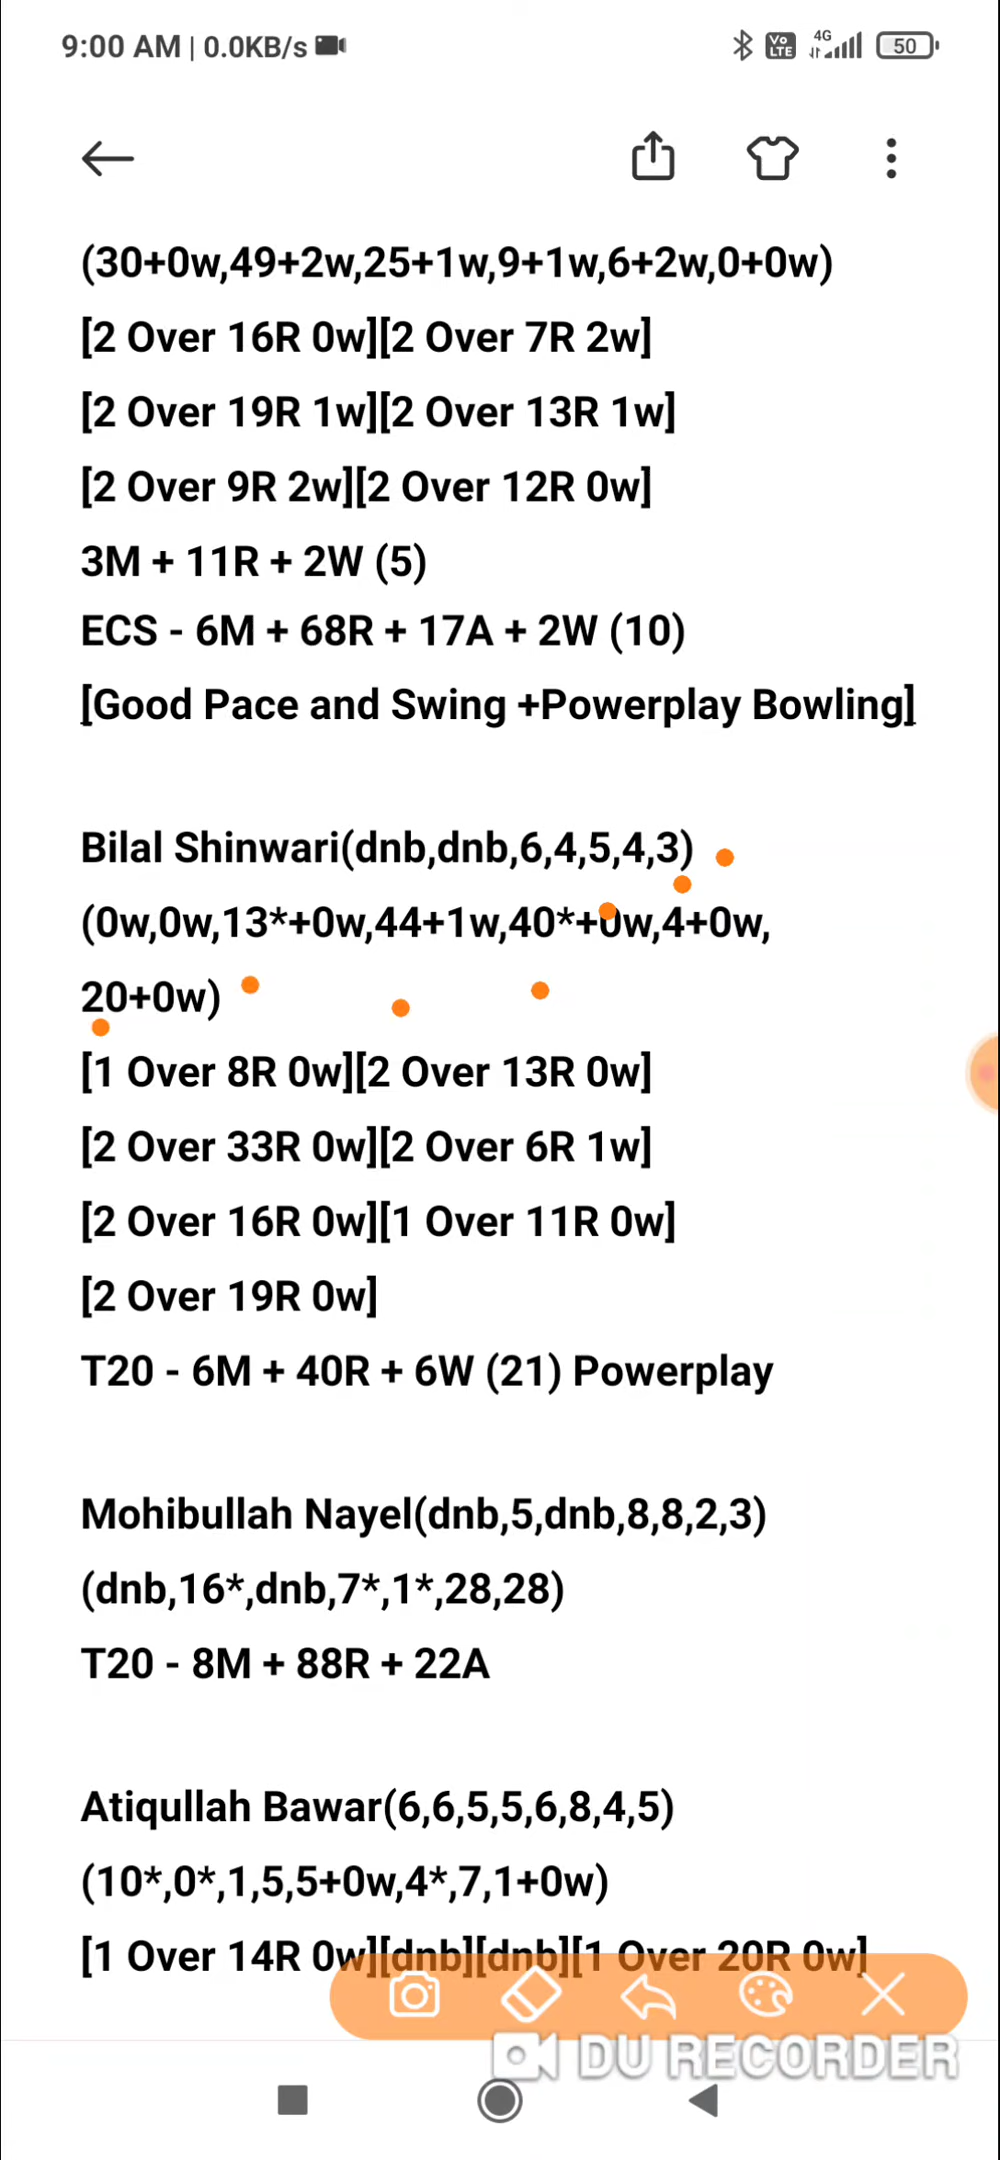 9:00 AM | 0.0KB/s Vo LTE 4G 50
(30+0w,49+2w,25+1w,9+1w,6+2w,0+0w)
[2 Over 16R 0w][2 Over 7R 2w]
[2 Over 19R 1w][2 Over 13R 1w]
[2 Over 9R 2w][2 Over 12R 0w]
3M + 11R + 2W (5)
ECS - 6M + 68R + 17A + 2W (10)
[Good Pace and Swing +Powerplay Bowling]
Bilal Shinwari(dnb,dnb,6,4,5,4,3)
(0w,0w,13*+0w,44+1w,40*+0w,4+0w,
20+0w)
[1 Over 8R 0w][2 Over 13R 0w]
[2 Over 33R 0w][2 Over 6R 1w]
[2 Over 16R 0w][1 Over 11R 0w]
[2 Over 19R 0w]
T20 - 6M + 40R + 6W (21) Powerplay
Mohibullah Nayel(dnb,5,dnb,8,8,2,3)
(dnb,16*,dnb,7*,1*,28,28)
T20 - 8M + 88R + 22A
Atiqullah Bawar(6,6,5,5,6,8,4,5)
(10*,0*,1,5,5+0w,4*,7,1+0w)
[1 Over 14R 0w][dnb][dnb][1 Over 20R 0w]
DU RECORDER